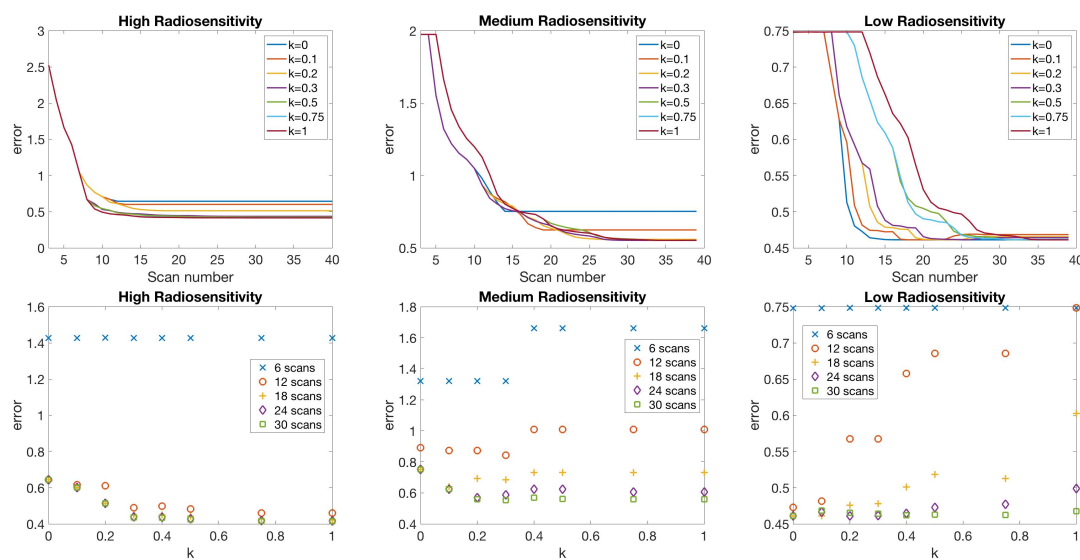 High Radiosensitivity
3
2.5
2
1.5
1
0.5
0
error
5 10 15 20 25 30 35 40
Scan number
k=0
k=0.1
k=0.2
k=0.3
k=0.5
k=0.75
k=1
Medium Radiosensitivity
2
1.5
1
0.5
error
5 10 15 20 25 30 35 40
Scan number
k=0
k=0.1
k=0.2
k=0.3
k=0.5
k=0.75
k=1
Low Radiosensitivity
0.75
0.7
0.65
0.6
0.55
0.5
0.45
error
5 10 15 20 25 30 35 40
Scan number
k=0
k=0.1
k=0.2
k=0.3
k=0.5
k=0.75
k=1
High Radiosensitivity
1.6
1.4
1.2
1
0.8
0.6
0.4
error
0 0.2 0.4 0.6 0.8 1
k
6 scans
12 scans
18 scans
24 scans
30 scans
Medium Radiosensitivity
1.8
1.6
1.4
1.2
1
0.8
0.6
0.4
error
0 0.2 0.4 0.6 0.8 1
k
6 scans
12 scans
18 scans
24 scans
30 scans
Low Radiosensitivity
0.75
0.7
0.65
0.6
0.55
0.5
0.45
error
0 0.2 0.4 0.6 0.8 1
k
6 scans
12 scans
18 scans
24 scans
30 scans